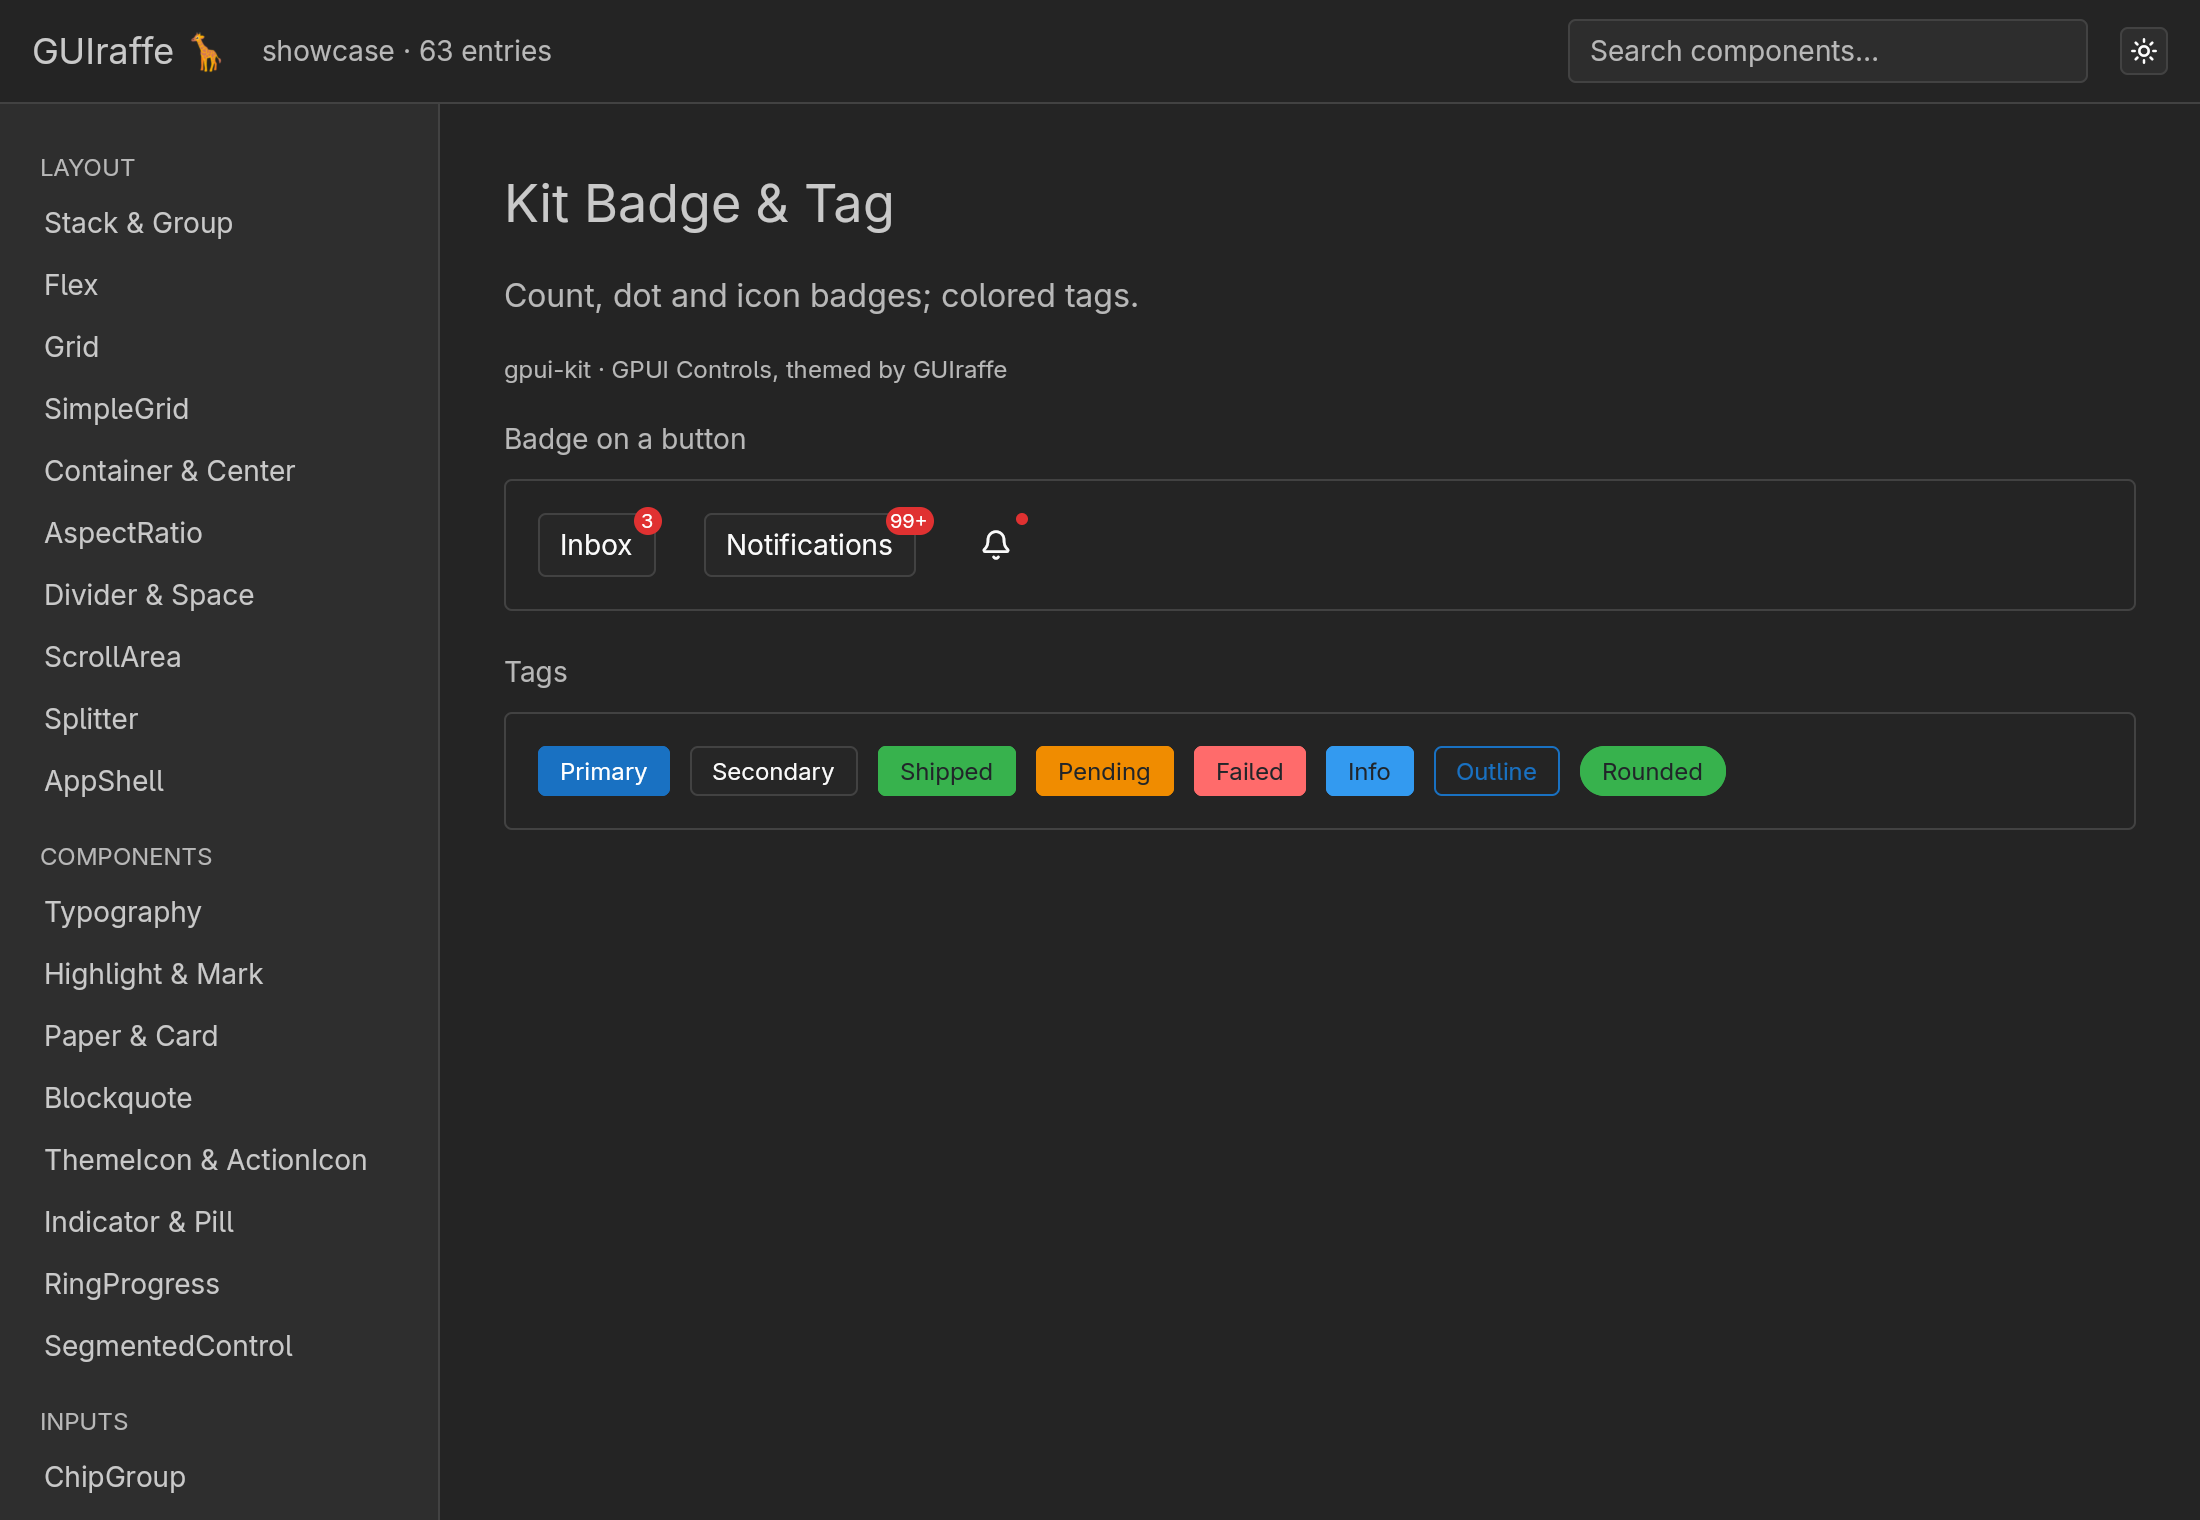 GUIraffe 🦒 showcase · 63 entries Search components...
LAYOUT
Stack & Group
Flex
Grid
SimpleGrid
Container & Center
AspectRatio
Divider & Space
ScrollArea
Splitter
AppShell
COMPONENTS
Typography
Highlight & Mark
Paper & Card
Blockquote
ThemeIcon & ActionIcon
Indicator & Pill
RingProgress
SegmentedControl
INPUTS
ChipGroup
Kit Badge & Tag
Count, dot and icon badges; colored tags.
gpui-kit · GPUI Controls, themed by GUIraffe
Badge on a button
Inbox 3 Notifications 99+
Tags
Primary Secondary Shipped Pending Failed Info Outline Rounded